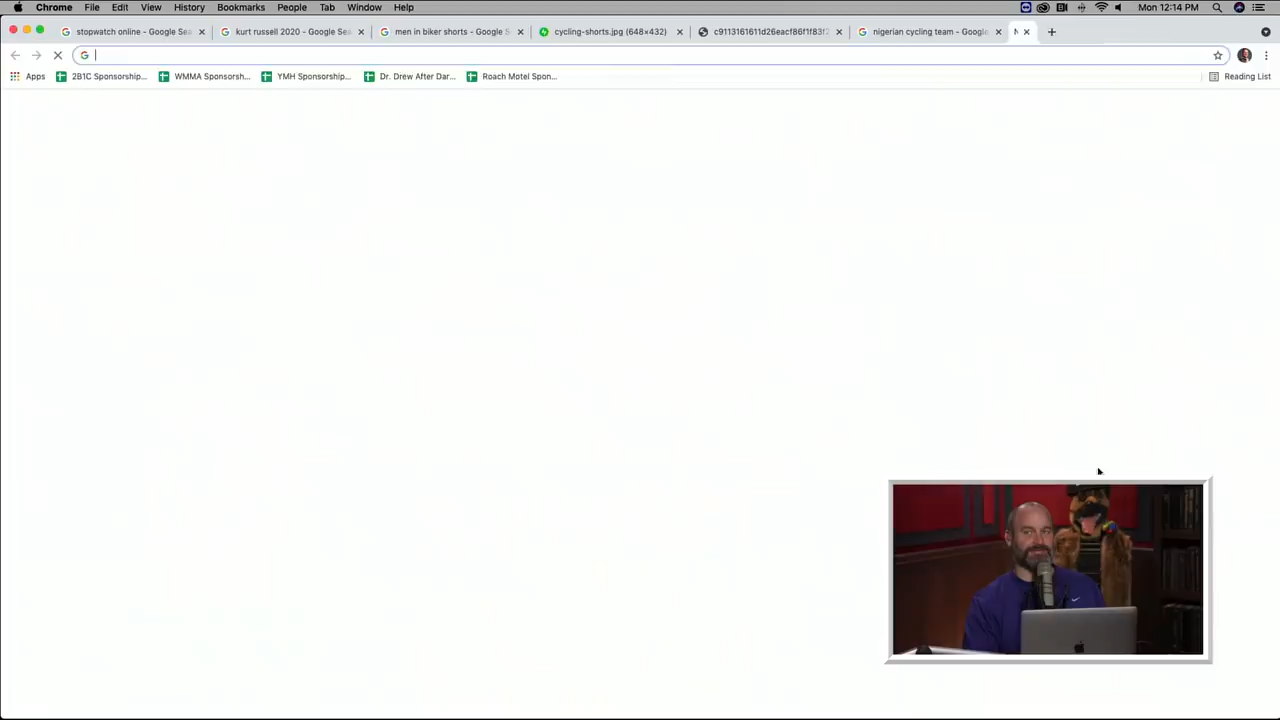 Chrome File Edit View History Bookmarks People Tab Window Help Mon 12:14 PM
stopwatch online - Google Sea kurt russell 2020 - Google Sea men in biker shorts - Google S cycling-shorts.jpg (648×432) nigerian cycling team - Google
Apps 2B1C Sponsorship... WMMA Sponsorsh... YMH Sponsorship... Dr. Drew After Dar... Roach Motel Spon... Reading List